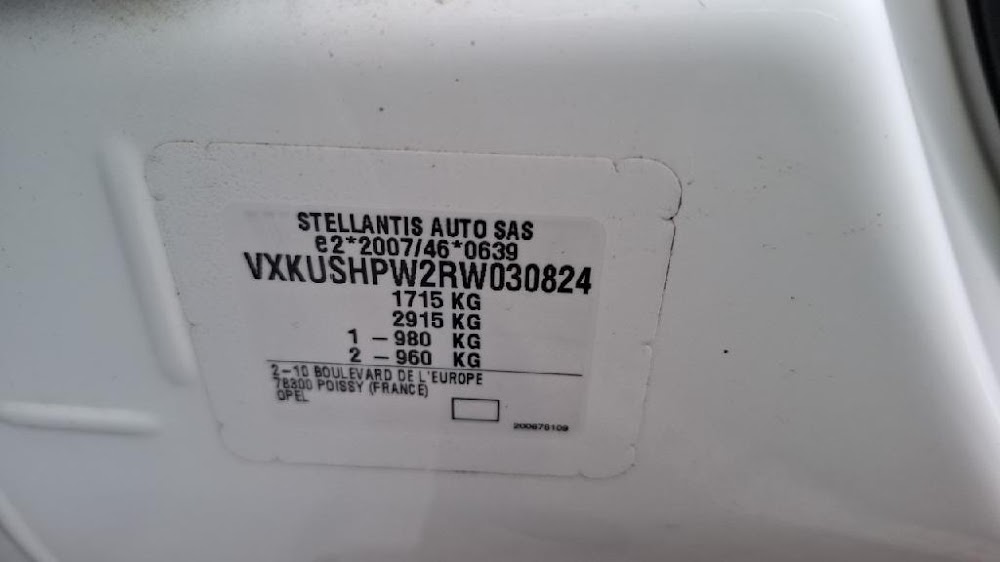 STELLANTIS AUTO SAS
e2*2007/46*0639
VXKUSHPW2RW030824
1715 KG
2915 KG
1 - 980 KG
2 - 960 KG
2-10 BOULEVARD DE L'EUROPE
78300 POISSY (FRANCE)
OPEL
200875109